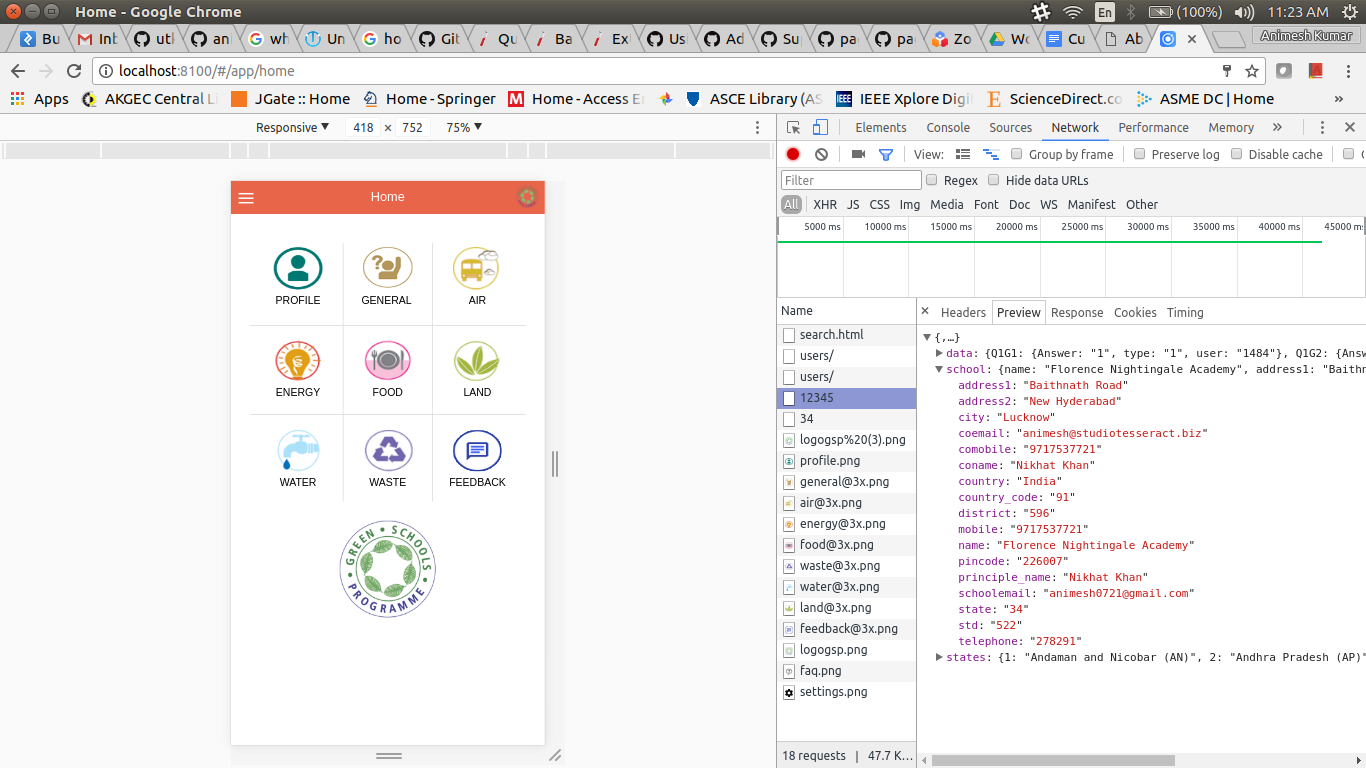 Home - Google Chrome
En
(100%)
11:23 AM
Bu
Inb
utl
ani
wh
Un
ho
Git
Qu
Ba
Ex
Us
Ad
Su
pa
pa
Zo
Wo
Cu
Ab
Animesh Kumar
localhost:8100/#/app/home
Apps
AKGEC Central Li
JGate :: Home
Home - Springer
Home - Access E
ASCE Library (AS
IEEE Xplore Digi
ScienceDirect.co
ASME DC | Home
»
Responsive ▼
418 × 752
75% ▼
Elements
Console
Sources
Network
Performance
Memory
»
View:
Group by frame
Preserve log
Disable cache
Filter
Regex
Hide data URLs
All
XHR
JS
CSS
Img
Media
Font
Doc
WS
Manifest
Other
5000 ms
10000 ms
15000 ms
20000 ms
25000 ms
30000 ms
35000 ms
40000 ms
45000 m
Home
PROFILE
GENERAL
AIR
ENERGY
FOOD
LAND
WATER
WASTE
FEEDBACK
GREEN • SCHOOLS • PROGRAMME •
Name
search.html
users/
users/
12345
34
logogsp%20(3).png
profile.png
general@3x.png
air@3x.png
energy@3x.png
food@3x.png
waste@3x.png
water@3x.png
land@3x.png
feedback@3x.png
logogsp.png
faq.png
settings.png
18 requests | 47.7 K...
× Headers Preview Response Cookies Timing
▼{,…}
▶data: {Q1G1: {Answer: "1", type: "1", user: "1484"}, Q1G2: {Answ
▼school: {name: "Florence Nightingale Academy", address1: "Baithn
address1: "Baithnath Road"
address2: "New Hyderabad"
city: "Lucknow"
coemail: "animesh@studiotesseract.biz"
comobile: "9717537721"
coname: "Nikhat Khan"
country: "India"
country_code: "91"
district: "596"
mobile: "9717537721"
name: "Florence Nightingale Academy"
pincode: "226007"
principle_name: "Nikhat Khan"
schoolemail: "animesh0721@gmail.com"
state: "34"
std: "522"
telephone: "278291"
▶states: {1: "Andaman and Nicobar (AN)", 2: "Andhra Pradesh (AP)"